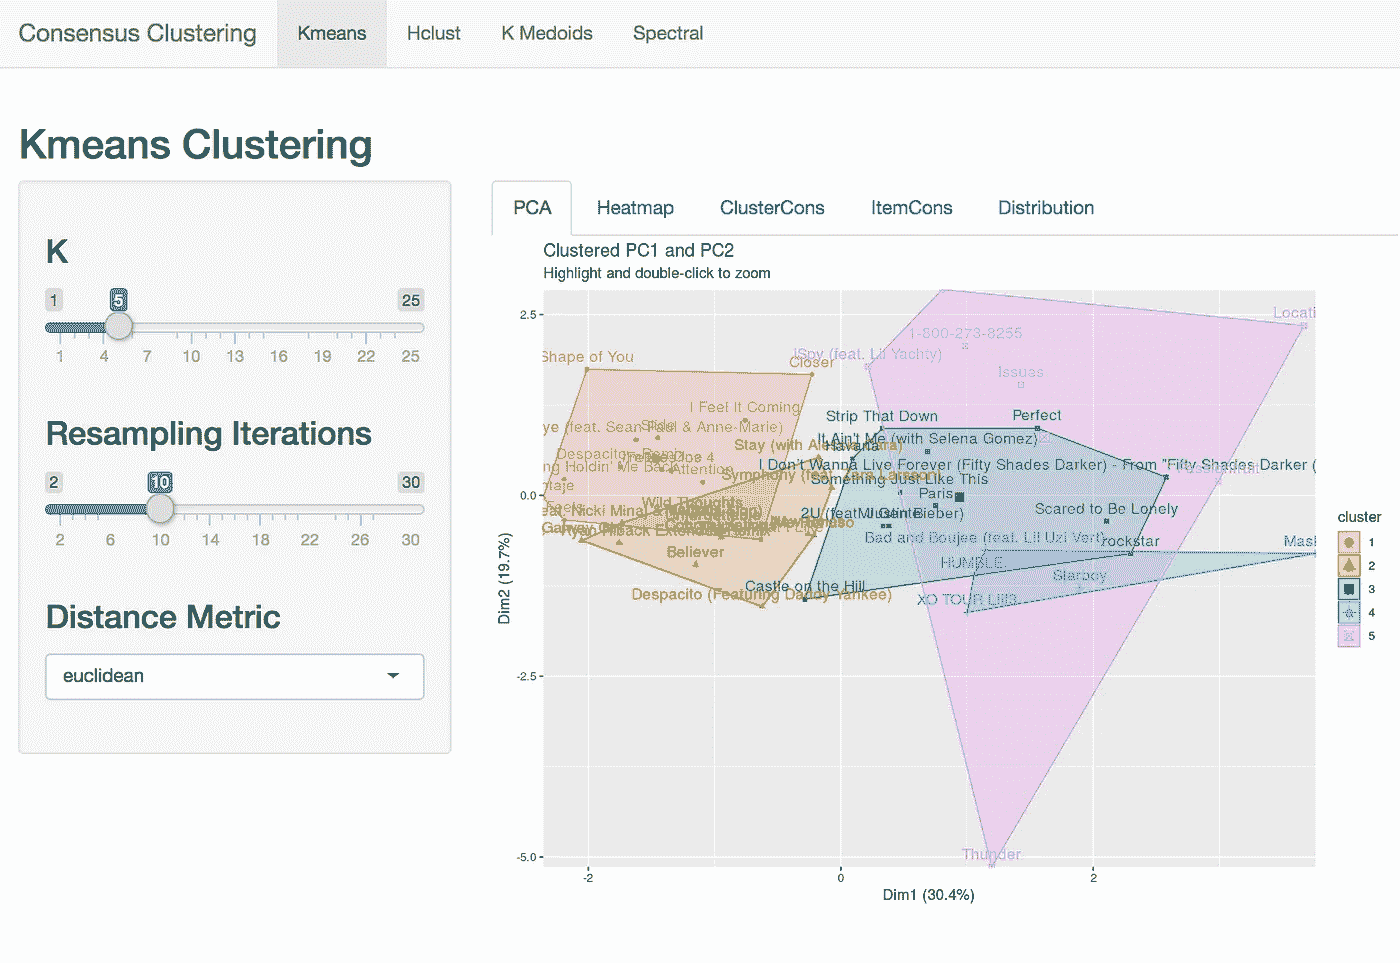 Consensus Clustering Kmeans Hclust K Medoids Spectral
Kmeans Clustering
K
1 5 25
1 4 7 10 13 16 19 22 25
Resampling Iterations
2 10 30
2 6 10 14 18 22 26 30
Distance Metric
euclidean
PCA Heatmap ClusterCons ItemCons Distribution
Clustered PC1 and PC2
Highlight and double-click to zoom
2.5
0.0
-2.5
-5.0
Dim2 (19.7%)
Locati
1-800-273-8255
iSpy (feat. Lil Yachty)
Shape of You
Closer
Issues
I Feel It Coming
Strip That Down
Perfect
ye (feat. Sean Paul & Anne-Marie)
It Ain't Me (with Selena Gomez)
Havana
Stay (with
I Don't Wanna Live Forever (Fifty Shades Darker) - From "Fifty Shades Darker (
ng Holdin' Me Back
Attention
Symphony (feat.
Something Just Like This
Paris
Wild Thoughts
Scared to Be Lonely
2U (feat. Justin Bieber)
Bad and Boujee (feat. Lil Uzi Vert)
rockstar
Mask
Believer
HUMBLE.
Starboy
Castle on the Hill
Despacito (Featuring Daddy Yankee)
XO TOUR Llif3
Thunder
-2 0 2
Dim1 (30.4%)
cluster
1
2
3
4
5